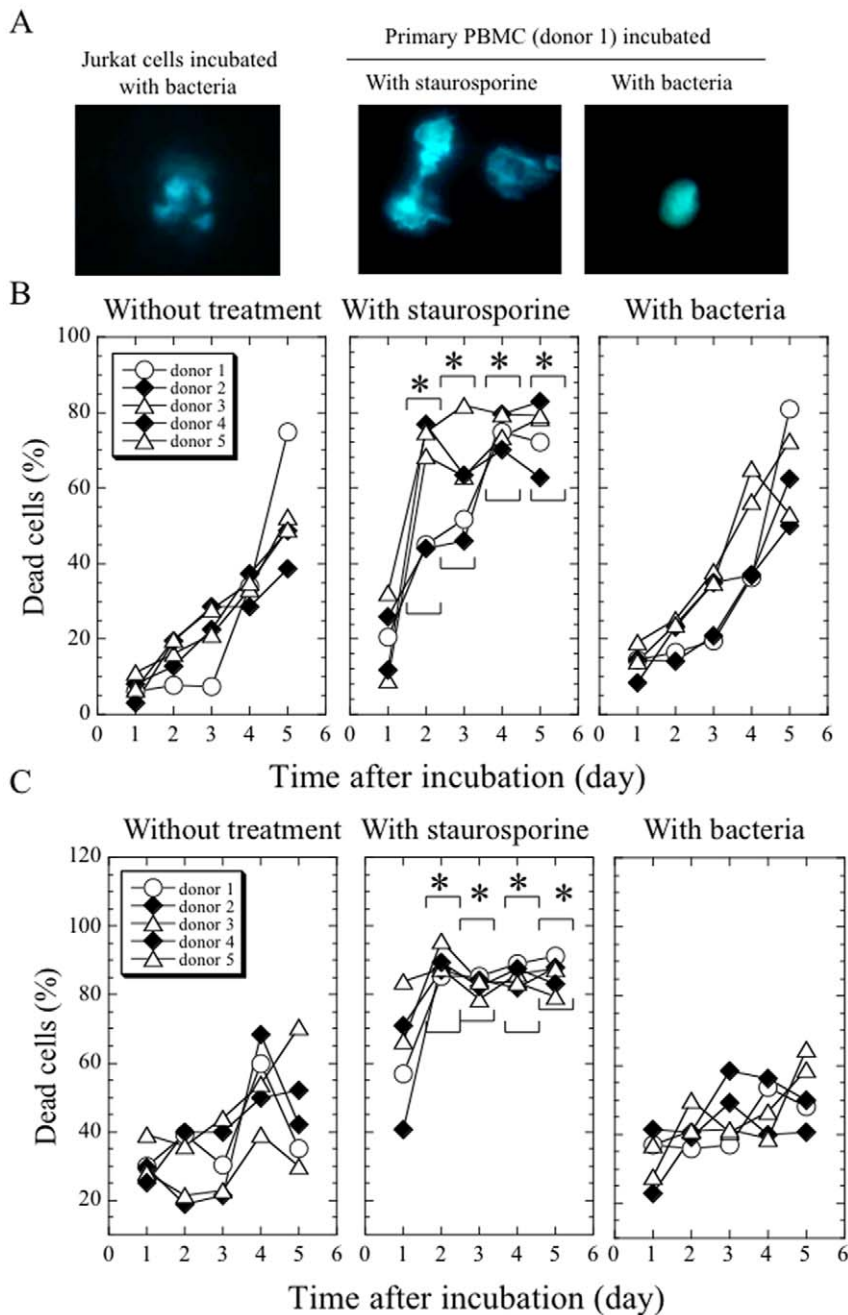 A
Jurkat cells incubated
with bacteria
Primary PBMC (donor 1) incubated
With staurosporine
With bacteria
B
Without treatment
With staurosporine
With bacteria
100
80
60
40
20
0
Dead cells (%)
donor 1
donor 2
donor 3
donor 4
donor 5
* * * *
0 1 2 3 4 5 6
0 1 2 3 4 5 6
0 1 2 3 4 5 6
Time after incubation (day)
C
Without treatment
With staurosporine
With bacteria
120
100
80
60
40
20
Dead cells (%)
donor 1
donor 2
donor 3
donor 4
donor 5
* * * *
0 1 2 3 4 5 6
0 1 2 3 4 5 6
0 1 2 3 4 5 6
Time after incubation (day)